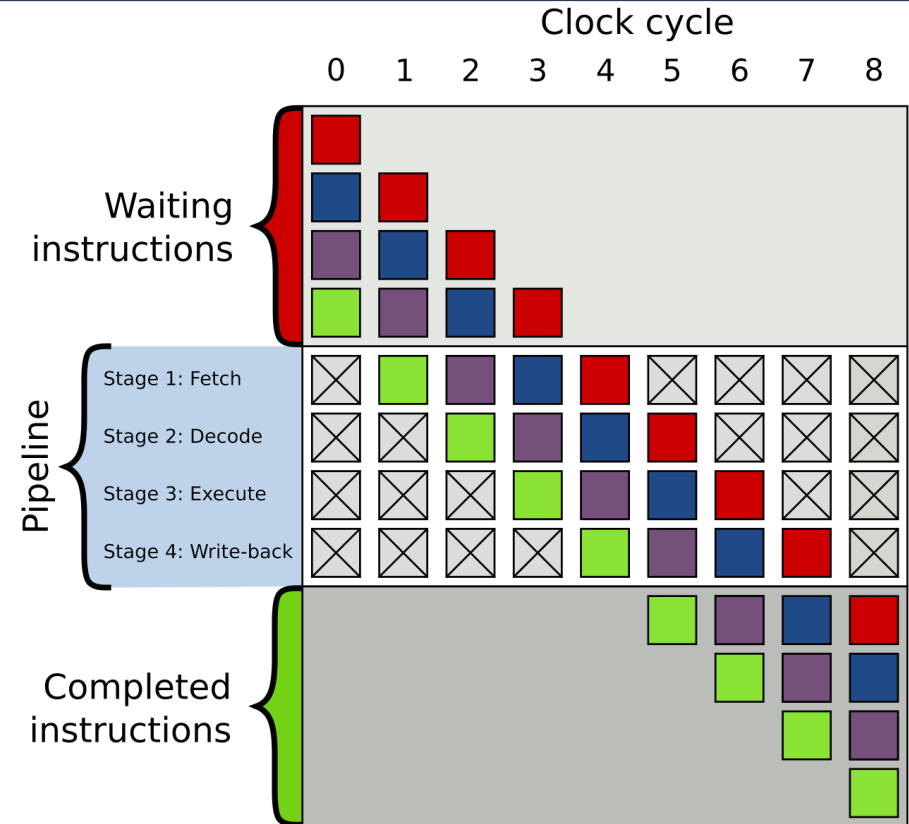 Clock cycle
0 1 2 3 4 5 6 7 8
Waiting
instructions
Pipeline
Stage 1: Fetch
Stage 2: Decode
Stage 3: Execute
Stage 4: Write-back
Completed
instructions